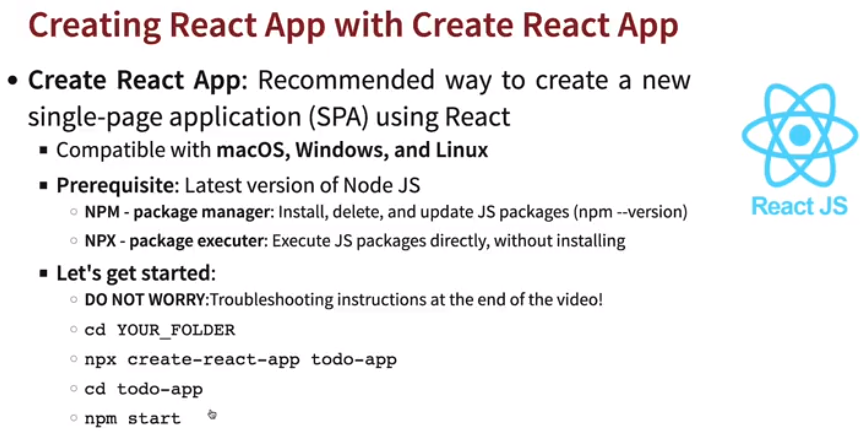 Creating React App with Create React App
• Create React App: Recommended way to create a new
single-page application (SPA) using React
▪ Compatible with macOS, Windows, and Linux
▪ Prerequisite: Latest version of Node JS
○ NPM - package manager: Install, delete, and update JS packages (npm --version)
○ NPX - package executer: Execute JS packages directly, without installing
▪ Let's get started:
○ DO NOT WORRY:Troubleshooting instructions at the end of the video!
○ cd YOUR_FOLDER
○ npx create-react-app todo-app
○ cd todo-app
○ npm start
React JS